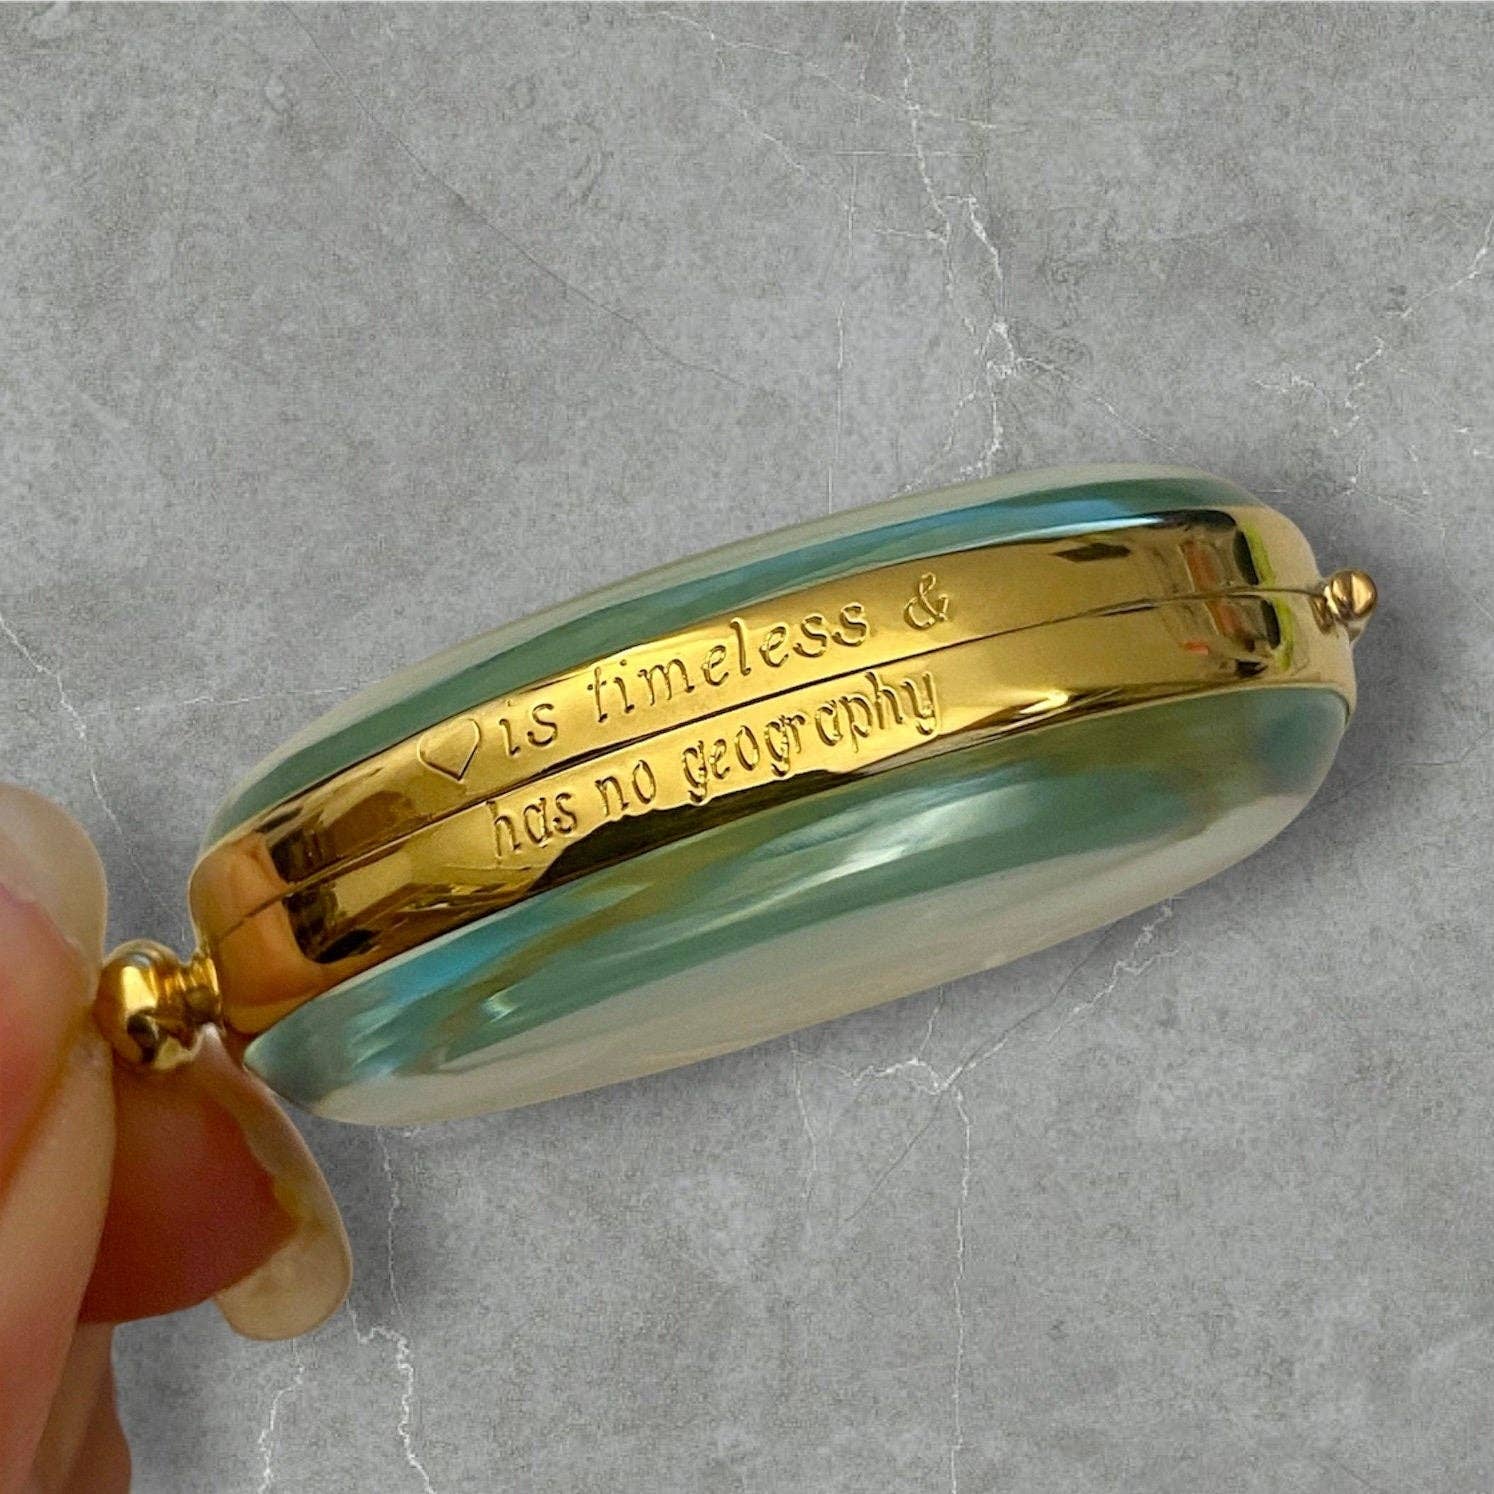 ♡ is timeless &
has no geography